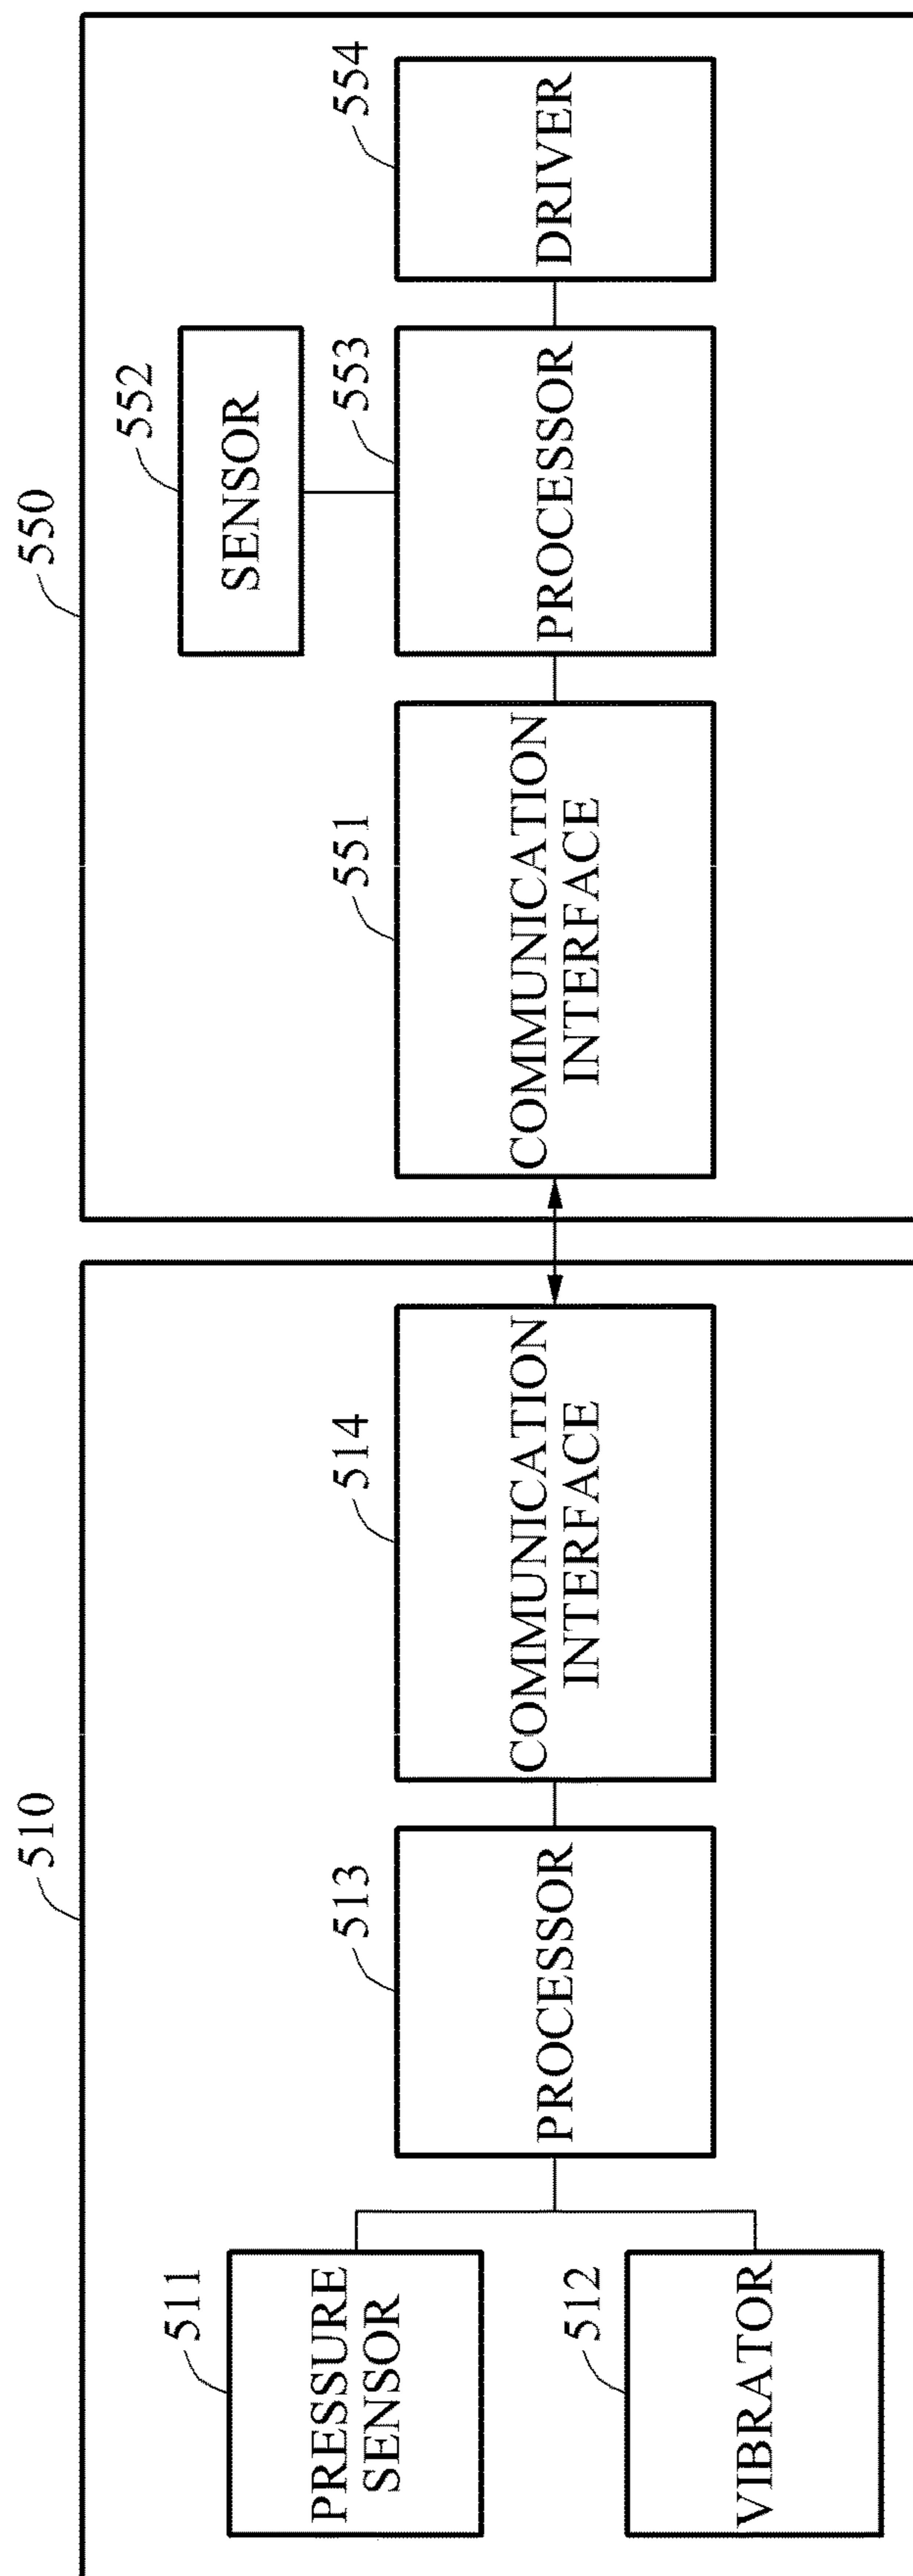 510
550
511
PRESSURE
SENSOR
512
VIBRATOR
513
PROCESSOR
514
COMMUNICATION
INTERFACE
551
COMMUNICATION
INTERFACE
552
SENSOR
553
PROCESSOR
554
DRIVER